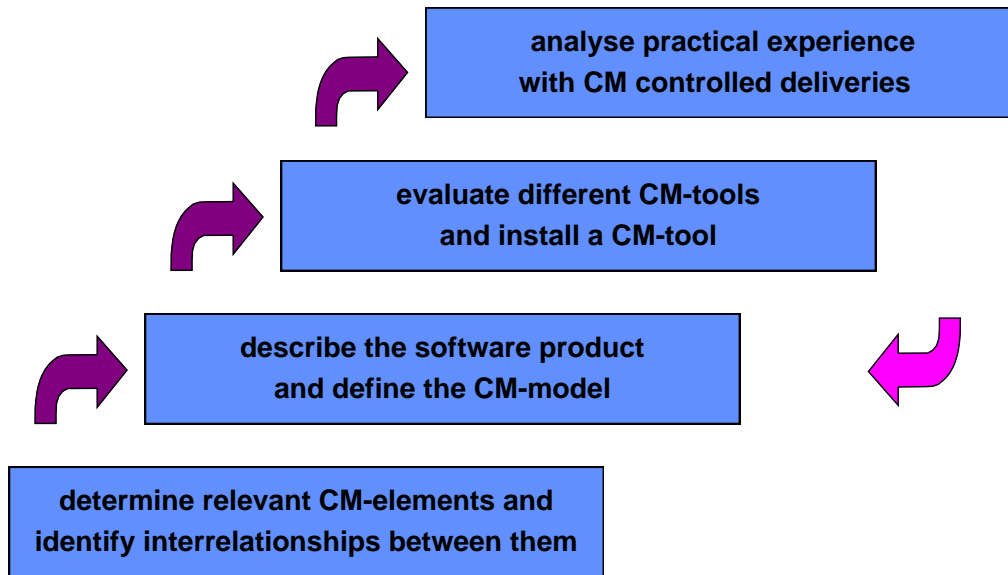 analyse practical experience
with CM controlled deliveries
evaluate different CM-tools
and install a CM-tool
describe the software product
and define the CM-model
determine relevant CM-elements and
identify interrelationships between them